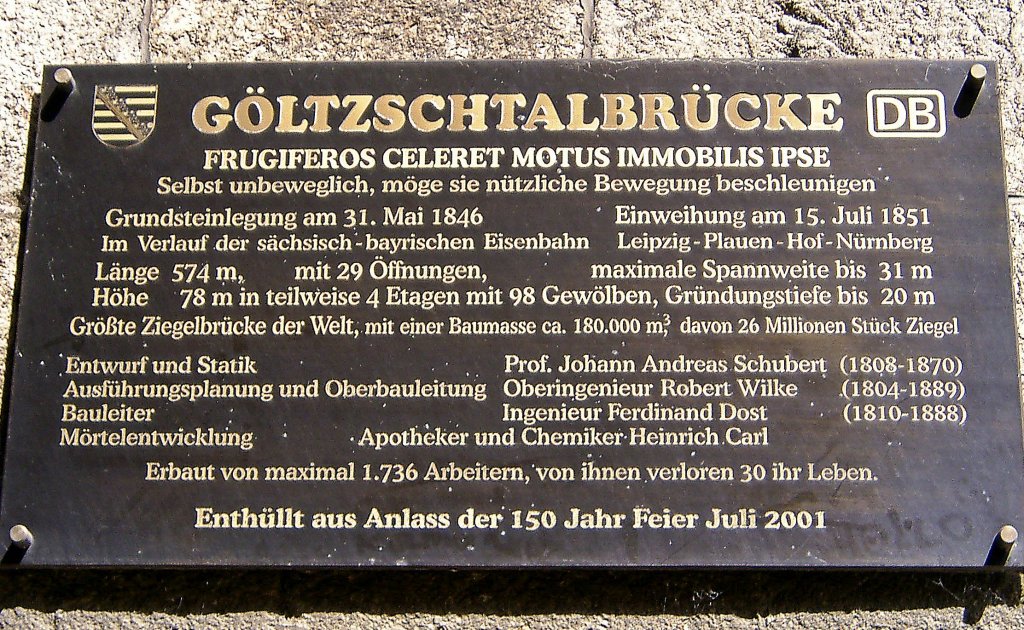 GÖLTZSCHTALBRÜCKE DB
FRUGIFEROS CELERET MOTUS IMMOBILIS IPSE
Selbst unbeweglich, möge sie nützliche Bewegung beschleunigen
Grundsteinlegung am 31. Mai 1846 Einweihung am 15. Juli 1851
Im Verlauf der sächsisch-bayrischen Eisenbahn Leipzig-Plauen-Hof-Nürnberg
Länge 574 m, mit 29 Öffnungen, maximale Spannweite bis 31 m
Höhe 78 m in teilweise 4 Etagen mit 98 Gewölben, Gründungstiefe bis 20 m
Größte Ziegelbrücke der Welt, mit einer Baumasse ca. 180.000 m³, davon 26 Millionen Stück Ziegel
Entwurf und Statik Prof. Johann Andreas Schubert (1808-1870)
Ausführungsplanung und Oberbauleitung Oberingenieur Robert Wilke (1804-1889)
Bauleiter Ingenieur Ferdinand Dost (1810-1888)
Mörtelentwicklung Apotheker und Chemiker Heinrich Carl
Erbaut von maximal 1.736 Arbeitern, von ihnen verloren 30 ihr Leben.
Enthüllt aus Anlass der 150 Jahr Feier Juli 2001